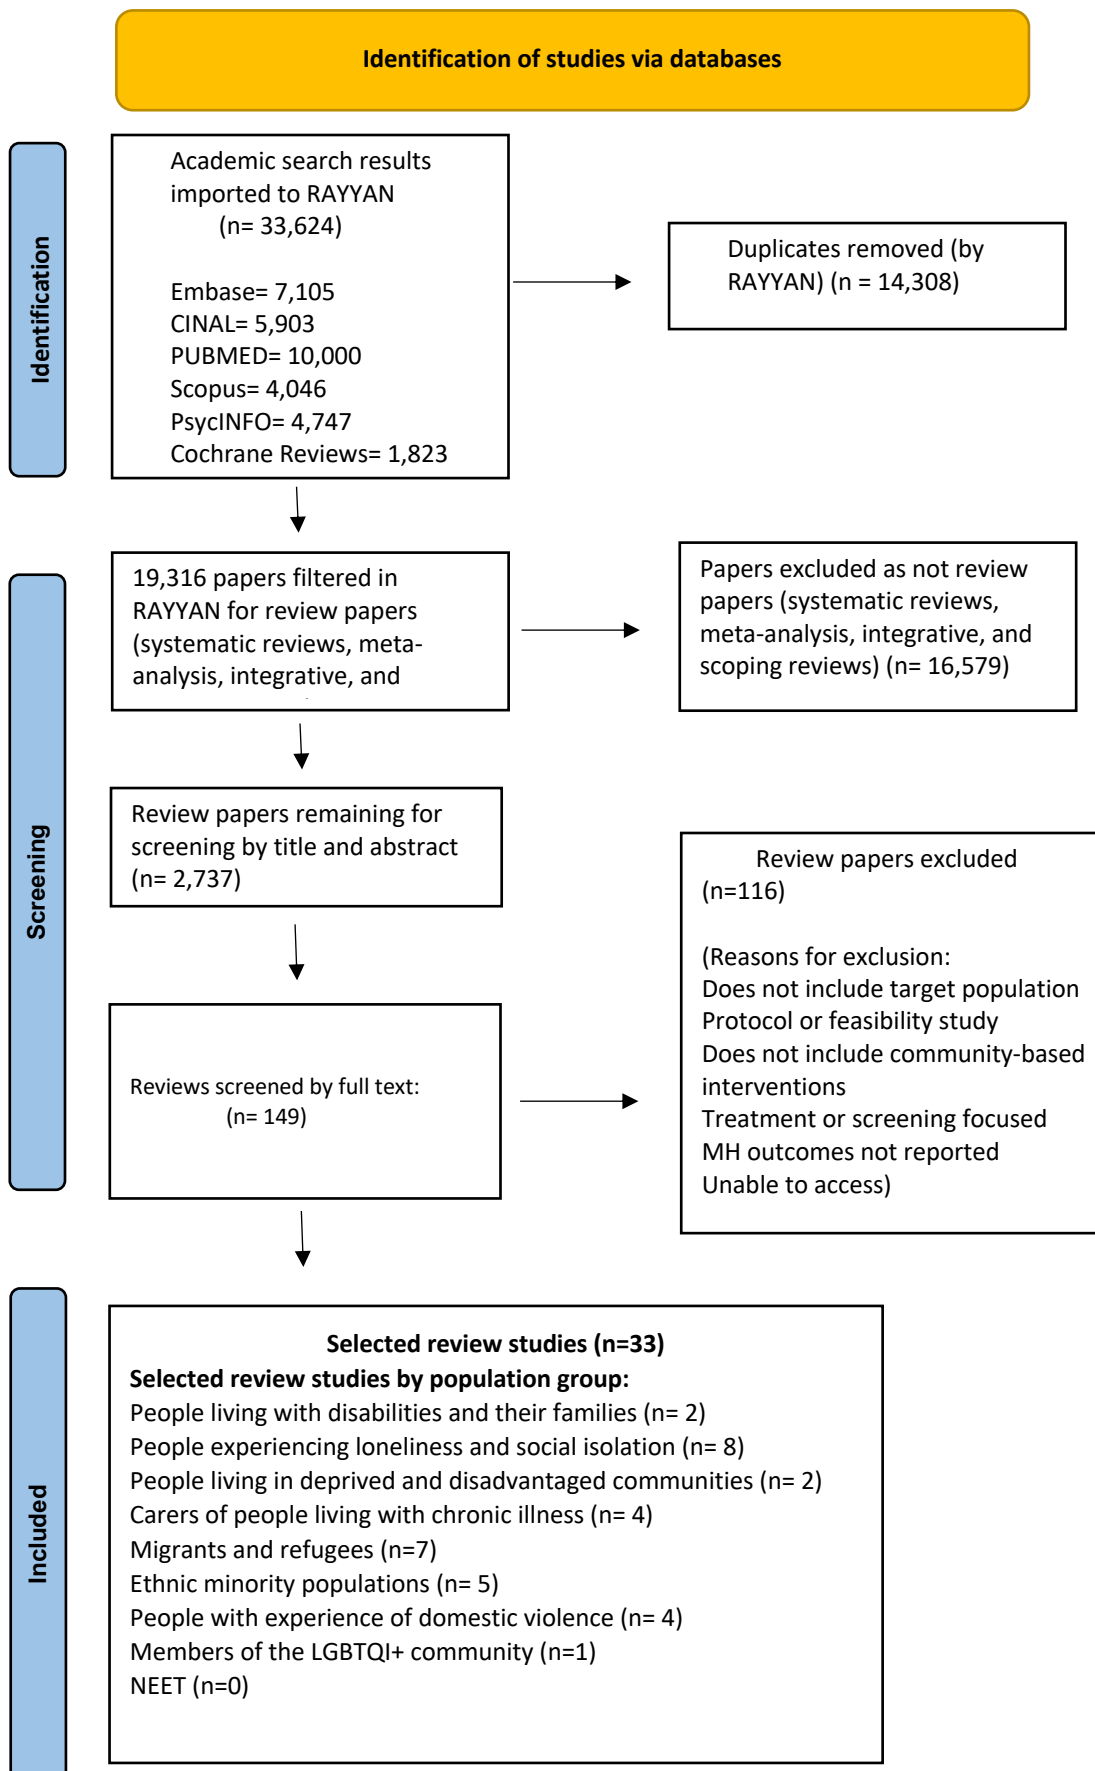 Identification of studies via databases
Identification
Academic search results
imported to RAYYAN
(n= 33,624)
Embase= 7,105
CINAL= 5,903
PUBMED= 10,000
Scopus= 4,046
PsycINFO= 4,747
Cochrane Reviews= 1,823
Duplicates removed (by
RAYYAN) (n = 14,308)
Screening
19,316 papers filtered in
RAYYAN for review papers
(systematic reviews, meta-
analysis, integrative, and
Papers excluded as not review
papers (systematic reviews,
meta-analysis, integrative, and
scoping reviews) (n= 16,579)
Review papers remaining for
screening by title and abstract
(n= 2,737)
Reviews screened by full text:
(n= 149)
Review papers excluded
(n=116)
(Reasons for exclusion:
Does not include target population
Protocol or feasibility study
Does not include community-based
interventions
Treatment or screening focused
MH outcomes not reported
Unable to access)
Included
Selected review studies (n=33)
Selected review studies by population group:
People living with disabilities and their families (n= 2)
People experiencing loneliness and social isolation (n= 8)
People living in deprived and disadvantaged communities (n= 2)
Carers of people living with chronic illness (n= 4)
Migrants and refugees (n=7)
Ethnic minority populations (n= 5)
People with experience of domestic violence (n= 4)
Members of the LGBTQI+ community (n=1)
NEET (n=0)